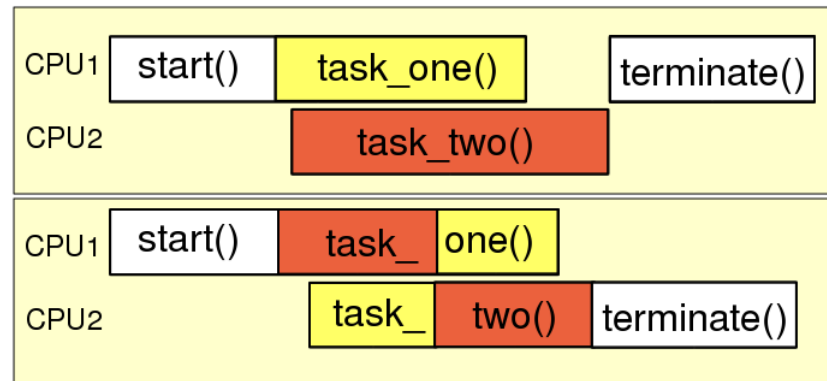 CPU1 start() task_one() terminate()
CPU2 task_two()
CPU1 start() task_ one()
CPU2 task_ two() terminate()